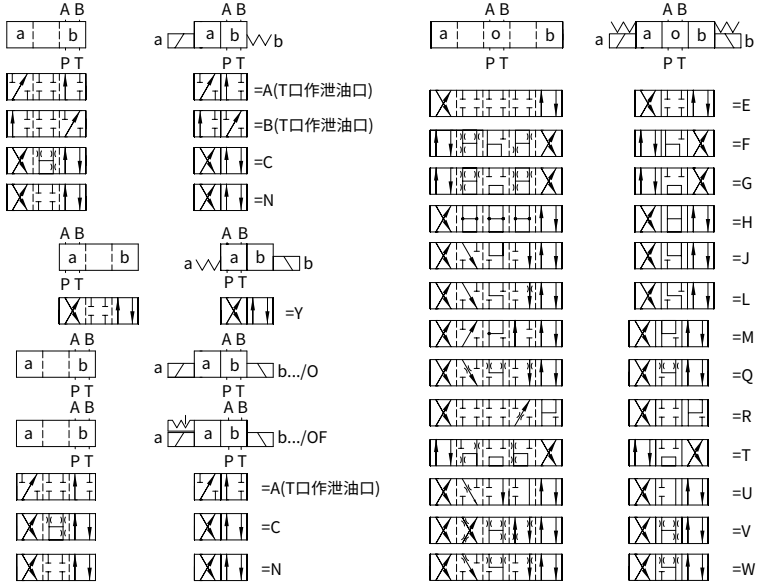 A B
a b
P T
A B
a a b b
P T
=A(T口作泄油口)
=B(T口作泄油口)
=C
=N
A B
a b
P T
A B
a a b b
P T
=Y
A B
a b
P T
A B
a a b b.../O
P T
A B
a b
P T
A B
a a b b.../OF
P T
=A(T口作泄油口)
=C
=N
A B
a o b
P T
A B
a a o b b
P T
=E
=F
=G
=H
=J
=L
=M
=Q
=R
=T
=U
=V
=W